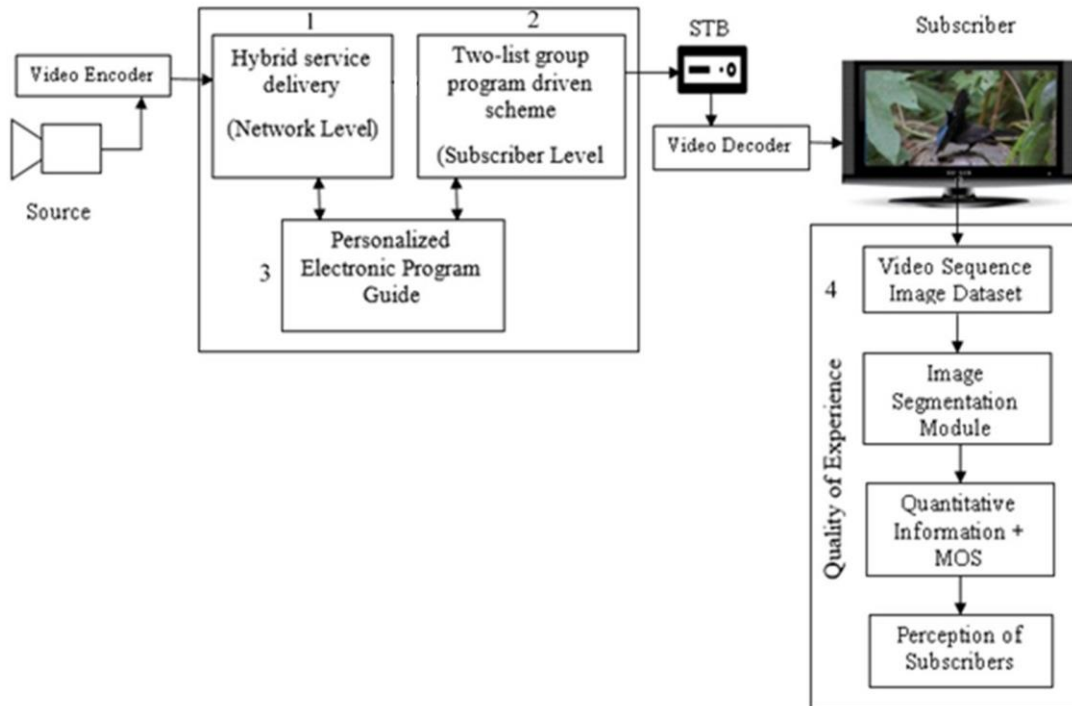 1
2
STB
Subscriber
Video Encoder
Hybrid service
delivery
(Network Level)
Two-list group
program driven
scheme
(Subscriber Level
Video Decoder
Source
3
Personalized
Electronic Program
Guide
4
Quality of Experience
Video Sequence
Image Dataset
Image
Segmentation
Module
Quantitative
Information +
MOS
Perception of
Subscribers